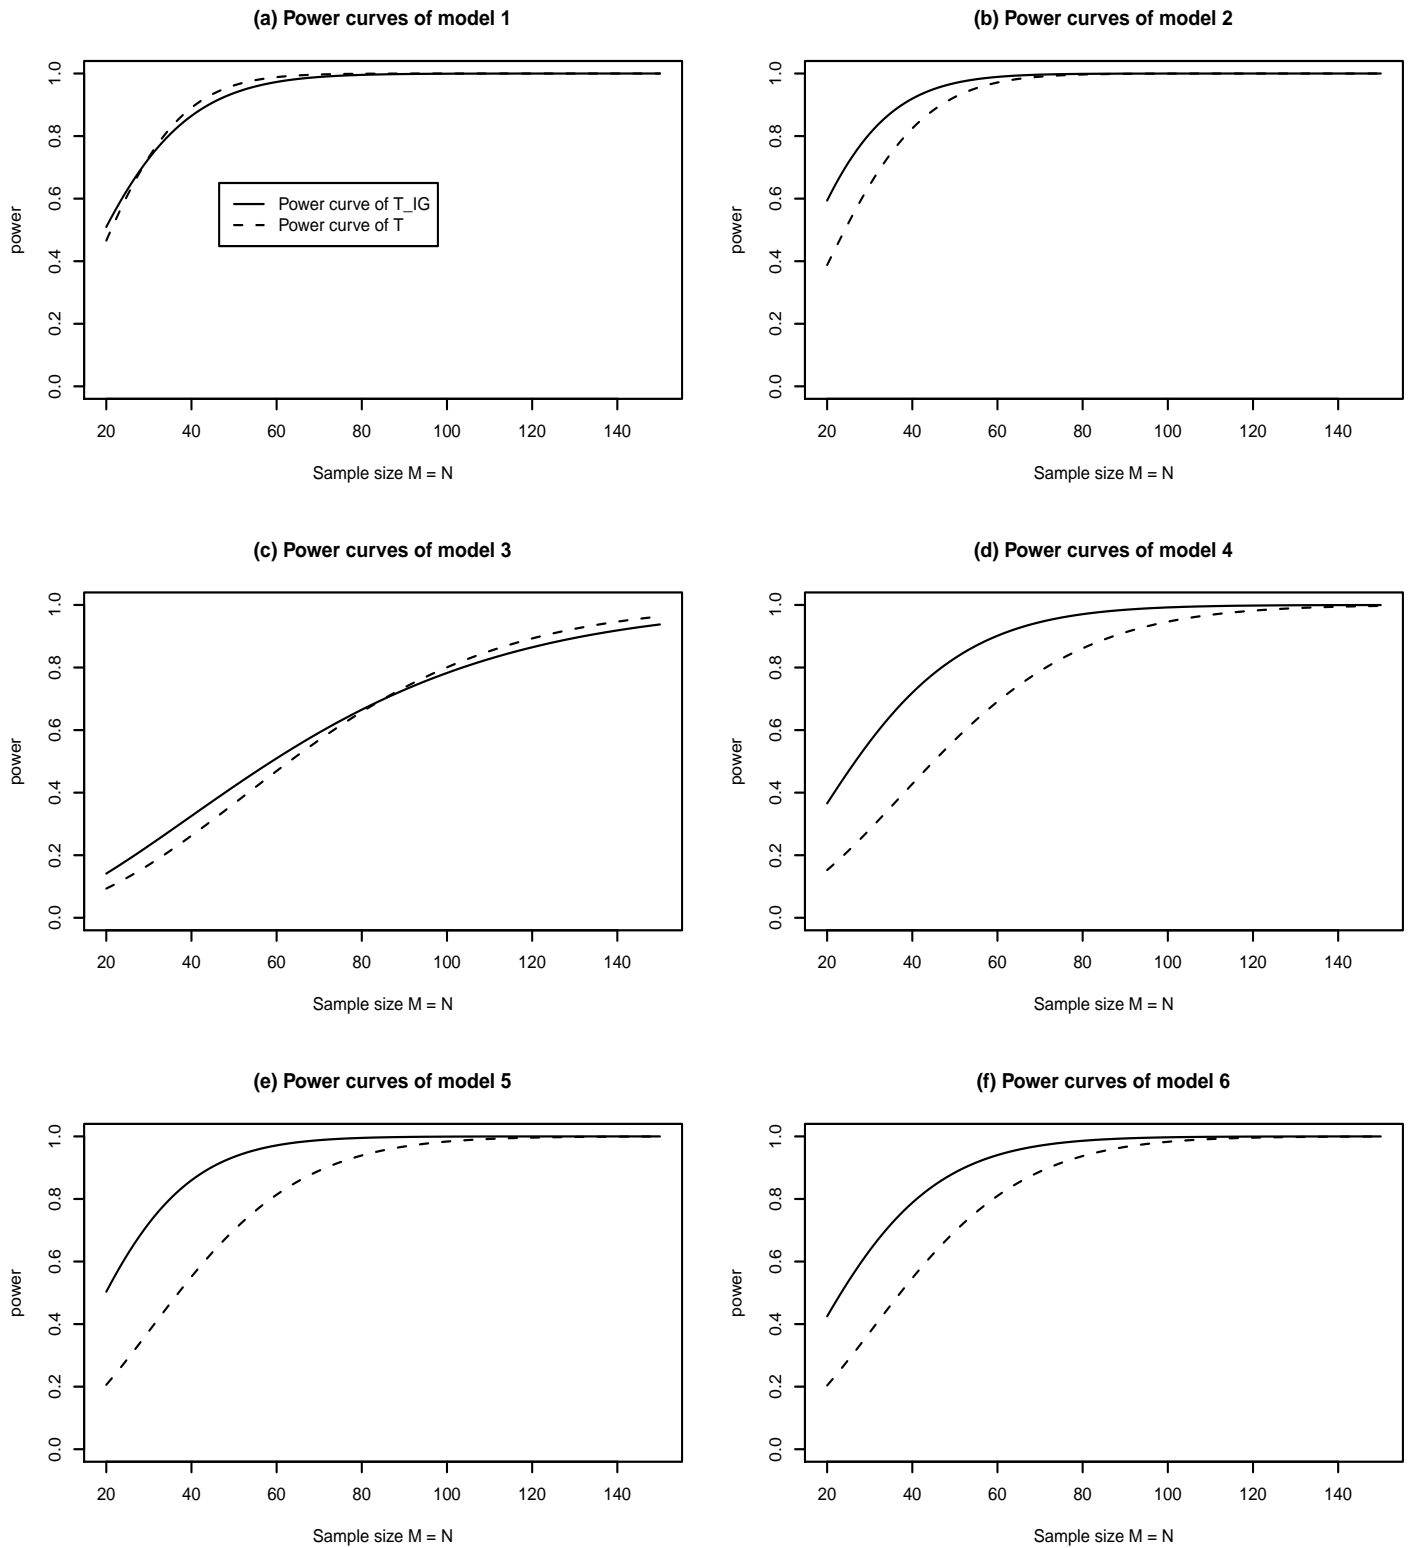 (a) Power curves of model 1
power
0.0 0.2 0.4 0.6 0.8 1.0
Power curve of T_IG
Power curve of T
20 40 60 80 100 120 140
Sample size M = N
(b) Power curves of model 2
power
0.0 0.2 0.4 0.6 0.8 1.0
20 40 60 80 100 120 140
Sample size M = N
(c) Power curves of model 3
power
0.0 0.2 0.4 0.6 0.8 1.0
20 40 60 80 100 120 140
Sample size M = N
(d) Power curves of model 4
power
0.0 0.2 0.4 0.6 0.8 1.0
20 40 60 80 100 120 140
Sample size M = N
(e) Power curves of model 5
power
0.0 0.2 0.4 0.6 0.8 1.0
20 40 60 80 100 120 140
Sample size M = N
(f) Power curves of model 6
power
0.0 0.2 0.4 0.6 0.8 1.0
20 40 60 80 100 120 140
Sample size M = N